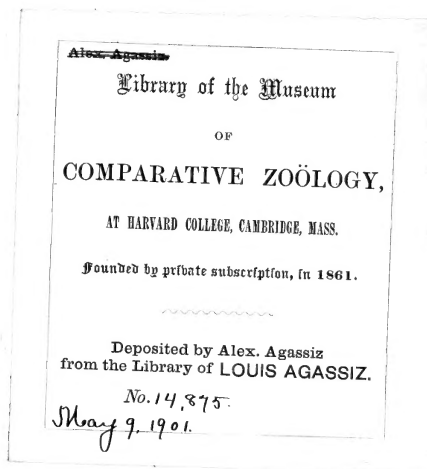 Alex. Agassiz.
Library of the Museum
OF
COMPARATIVE ZOÖLOGY,
AT HARVARD COLLEGE, CAMBRIDGE, MASS.
Founded by private subscription, in 1861.
Deposited by Alex. Agassiz
from the Library of LOUIS AGASSIZ.
No. 14,875.
May 9, 1901.